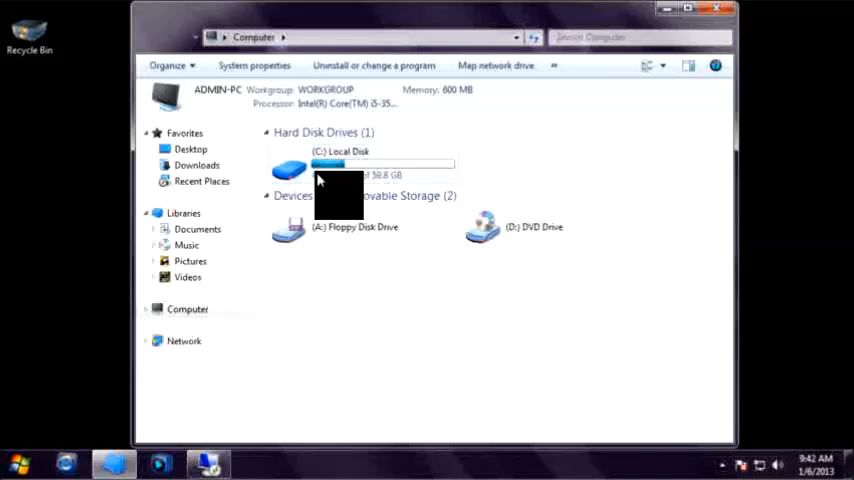 Recycle Bin
Computer
Search Computer
Organize
System properties
Uninstall or change a program
Map network drive
»
ADMIN-PC
Workgroup: WORKGROUP
Memory: 600 MB
Processor: Intel(R) Core(TM) i5-35...
Favorites
Desktop
Downloads
Recent Places
Libraries
Documents
Music
Pictures
Videos
Computer
Network
Hard Disk Drives (1)
(C:) Local Disk
of 59.8 GB
Devices
ovable Storage (2)
(A:) Floppy Disk Drive
(D:) DVD Drive
9:42 AM
1/6/2013